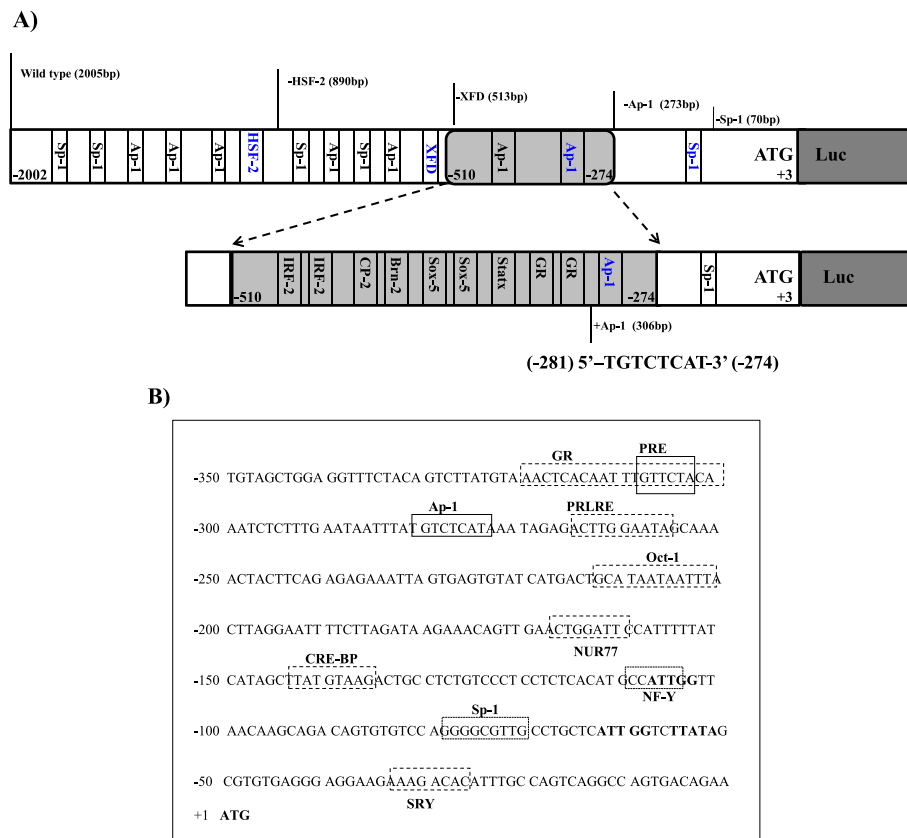 A)
Wild type (2005bp)
-HSF-2 (890bp)
-XFD (513bp)
-Ap-1 (273bp)
-Sp-1 (70bp)
-2002 Sp-1 Sp-1 Ap-1 Ap-1 Ap-1 HSF-2 Sp-1 Ap-1 Sp-1 Ap-1 XFD -510 Ap-1 Ap-1 -274 Sp-1 ATG +3 Luc
-510 IRF-2 IRF-2 CP-2 Brn-2 Sox-5 Sox-5 Statx GR GR Ap-1 -274 Sp-1 ATG +3 Luc
+Ap-1 (306bp)
(-281) 5’–TGTCTCAT-3’ (-274)
B)
GR PRE
-350 TGTAGCTGGA GGTTTCTACA GTCTTATGTA AACTCACAAT TTGTTCTACA
Ap-1 PRLRE
-300 AATCTCTTTG AATAATTTAT GTCTCATAAA TAGAGACTTG GAATAGCAAA
Oct-1
-250 ACTACTTCAG AGAGAAATTA GTGAGTGTAT CATGACTGCA TAATAATTTA
-200 CTTAGGAATT TTCTTAGATA AGAAACAGTT GAACTGGATT CCATTTTTAT
NUR77
CRE-BP
-150 CATAGCTTAT GTAAGACTGC CTCTGTCCCT CCTCTCACAT GCCATTGGTT
NF-Y
Sp-1
-100 AACAAGCAGA CAGTGTGTCC AGGGGCGTTG CCTGCTCATT GGTCTTATAG
-50 CGTGTGAGGG AGGAAGAAAG ACACATTTGC CAGTCAGGCC AGTGACAGAA
SRY
+1 ATG